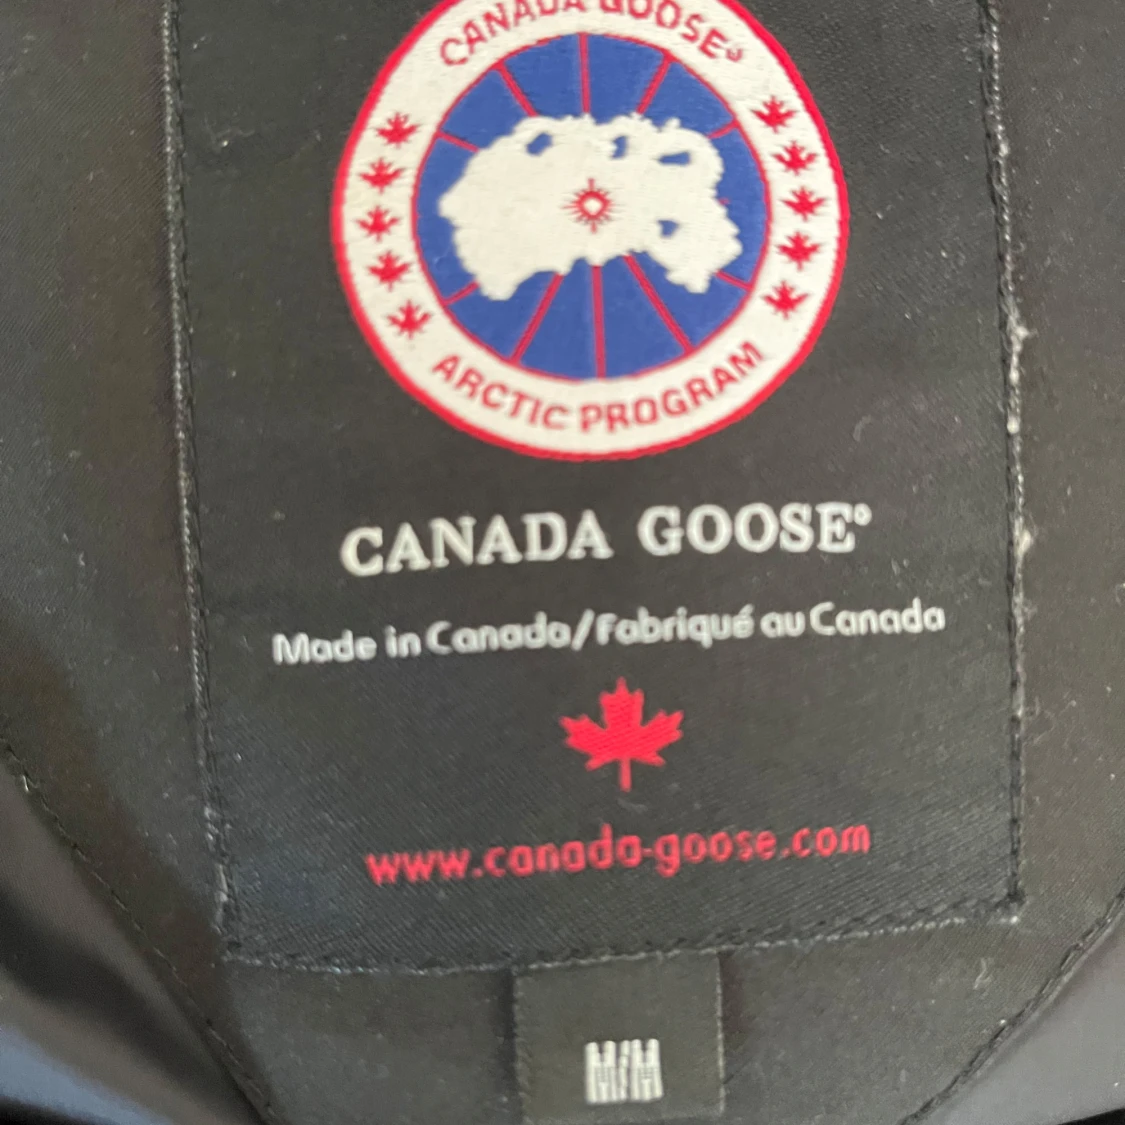 CANADA GOOSE®
ARCTIC PROGRAM
CANADA GOOSE®
Made in Canada/Fabriqué au Canada
www.canada-goose.com
M/M